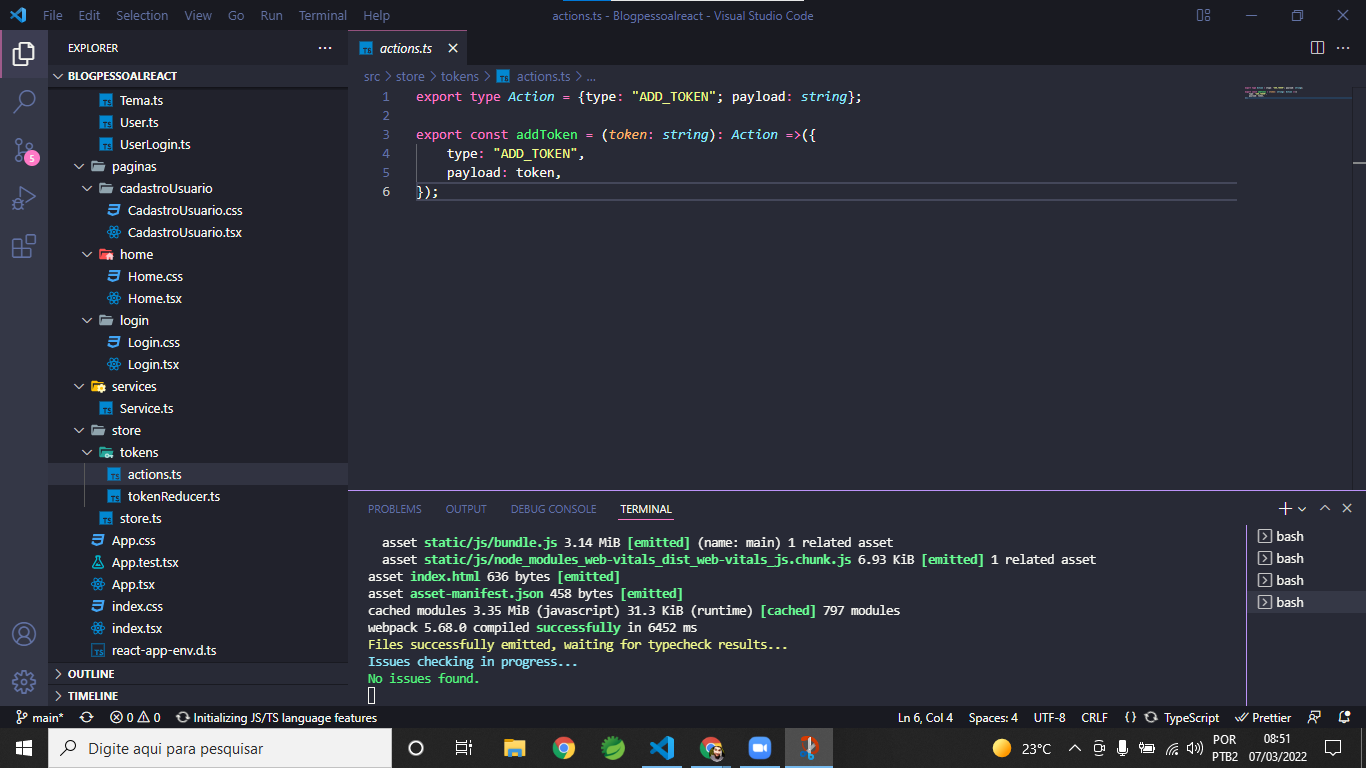 File Edit Selection View Go Run Terminal Help
actions.ts - Blogpessoalreact - Visual Studio Code
EXPLORER
BLOGPESSOALREACT
Tema.ts
User.ts
UserLogin.ts
paginas
cadastroUsuario
CadastroUsuario.css
CadastroUsuario.tsx
home
Home.css
Home.tsx
login
Login.css
Login.tsx
services
Service.ts
store
tokens
actions.ts
tokenReducer.ts
store.ts
App.css
App.test.tsx
App.tsx
index.css
index.tsx
react-app-env.d.ts
OUTLINE
TIMELINE
5
actions.ts
src > store > tokens > actions.ts > ...
1 export type Action = {type: "ADD_TOKEN"; payload: string};
2
3 export const addToken = (token: string): Action =>({
4 type: "ADD_TOKEN",
5 payload: token,
6 });
PROBLEMS OUTPUT DEBUG CONSOLE TERMINAL
asset static/js/bundle.js 3.14 MiB [emitted] (name: main) 1 related asset
asset static/js/node_modules_web-vitals_dist_web-vitals_js.chunk.js 6.93 KiB [emitted] 1 related asset
asset index.html 636 bytes [emitted]
asset asset-manifest.json 458 bytes [emitted]
cached modules 3.35 MiB (javascript) 31.3 KiB (runtime) [cached] 797 modules
webpack 5.68.0 compiled successfully in 6452 ms
Files successfully emitted, waiting for typecheck results...
Issues checking in progress...
No issues found.
bash
bash
bash
bash
main* 0 0 Initializing JS/TS language features
Ln 6, Col 4 Spaces: 4 UTF-8 CRLF {} TypeScript Prettier
Digite aqui para pesquisar
23°C
POR
PTB2
08:51
07/03/2022